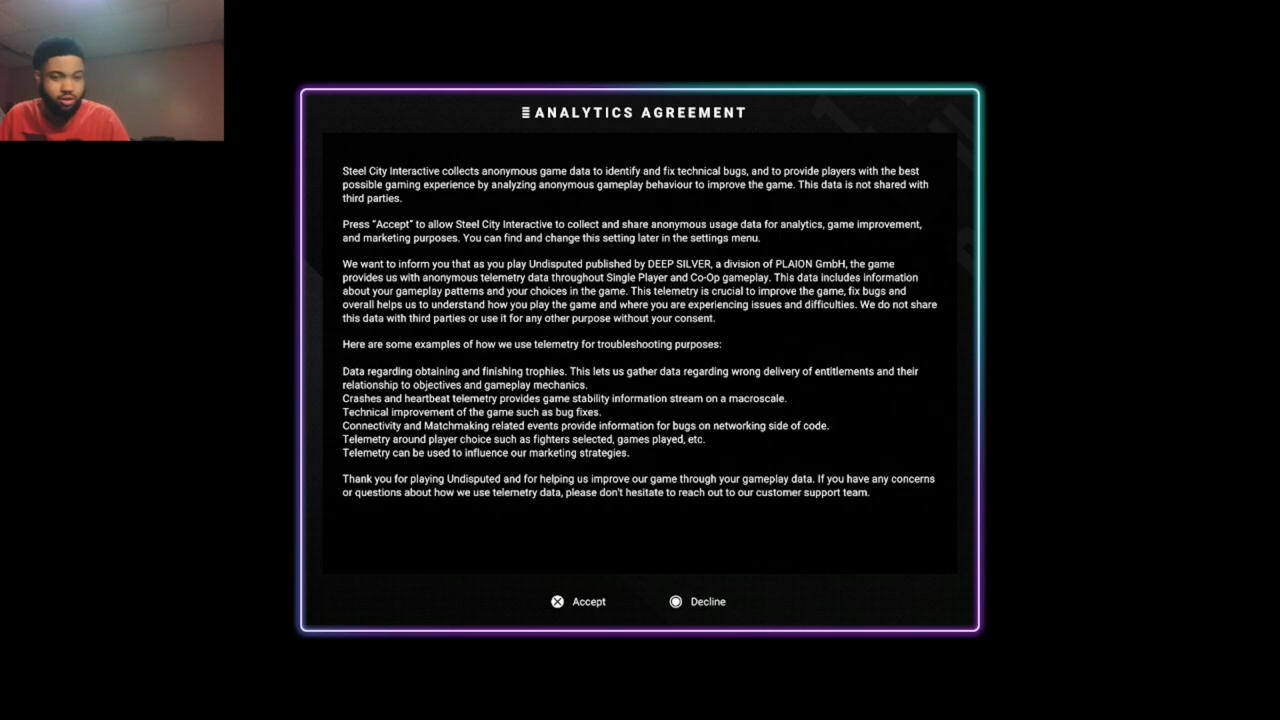 ANALYTICS AGREEMENT
Steel City Interactive collects anonymous game data to identify and fix technical bugs, and to provide players with the best
possible gaming experience by analyzing anonymous gameplay behaviour to improve the game. This data is not shared with
third parties.
Press "Accept" to allow Steel City Interactive to collect and share anonymous usage data for analytics, game improvement,
and marketing purposes. You can find and change this setting later in the settings menu.
We want to inform you that as you play Undisputed published by DEEP SILVER, a division of PLAION GmbH, the game
provides us with anonymous telemetry data throughout Single Player and Co-Op gameplay. This data includes information
about your gameplay patterns and your choices in the game. This telemetry is crucial to improve the game, fix bugs and
overall helps us to understand how you play the game and where you are experiencing issues and difficulties. We do not share
this data with third parties or use it for any other purpose without your consent.
Here are some examples of how we use telemetry for troubleshooting purposes:
Data regarding obtaining and finishing trophies. This lets us gather data regarding wrong delivery of entitlements and their
relationship to objectives and gameplay mechanics.
Crashes and heartbeat telemetry provides game stability information stream on a macroscale.
Technical improvement of the game such as bug fixes.
Connectivity and Matchmaking related events provide information for bugs on networking side of code.
Telemetry around player choice such as fighters selected, games played, etc.
Telemetry can be used to influence our marketing strategies.
Thank you for playing Undisputed and for helping us improve our game through your gameplay data. If you have any concerns
or questions about how we use telemetry data, please don't hesitate to reach out to our customer support team.
Accept Decline